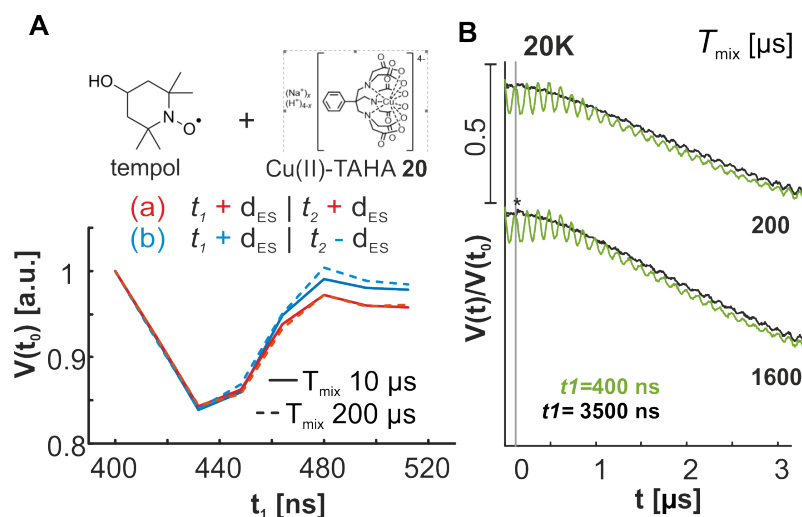 A
HO
N
O•
tempol
+
(Na⁺)ₓ
(H⁺)₄₋ₓ
4-
Cu(II)-TAHA 20
(a) t₁ + d_ES | t₂ + d_ES
(b) t₁ + d_ES | t₂ - d_ES
V(t₀) [a.u.]
1
0.9
0.8
T_mix 10 µs
T_mix 200 µs
400 440 480 520
t₁ [ns]
B
20K
T_mix [µs]
0.5
200
*
V(t)/V(t₀)
1600
t1=400 ns
t1= 3500 ns
0 1 2 3
t [µs]